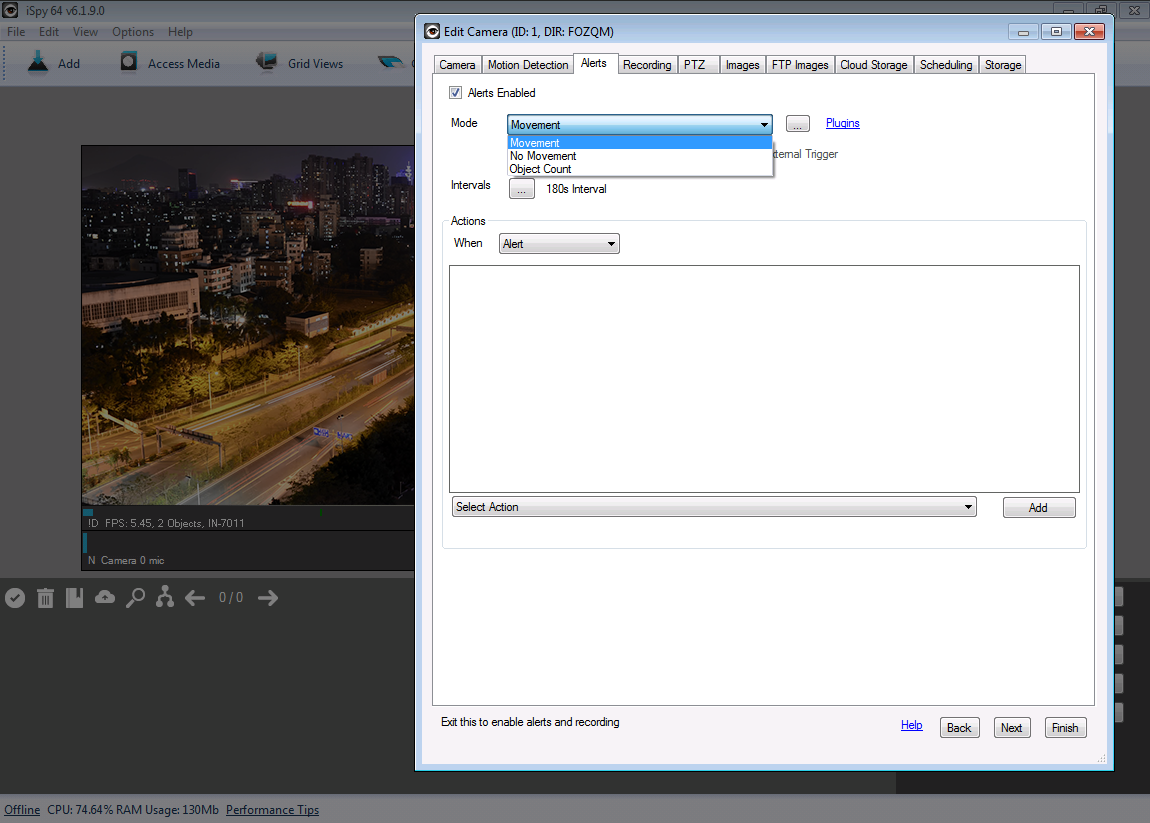 iSpy 64 v6.1.9.0
File Edit View Options Help
Add Access Media Grid Views
Edit Camera (ID: 1, DIR: FOZQM)
Camera Motion Detection Alerts Recording PTZ Images FTP Images Cloud Storage Scheduling Storage
Alerts Enabled
Mode Movement ... Plugins
Movement
No Movement
Object Count
Trigger
Intervals ... 180s Interval
Actions
When Alert
Select Action Add
!D FPS: 5.45, 2 Objects, IN-7011
N Camera 0 mic
0 / 0
Exit this to enable alerts and recording
Help Back Next Finish
Offline CPU: 74.64% RAM Usage: 130Mb Performance Tips